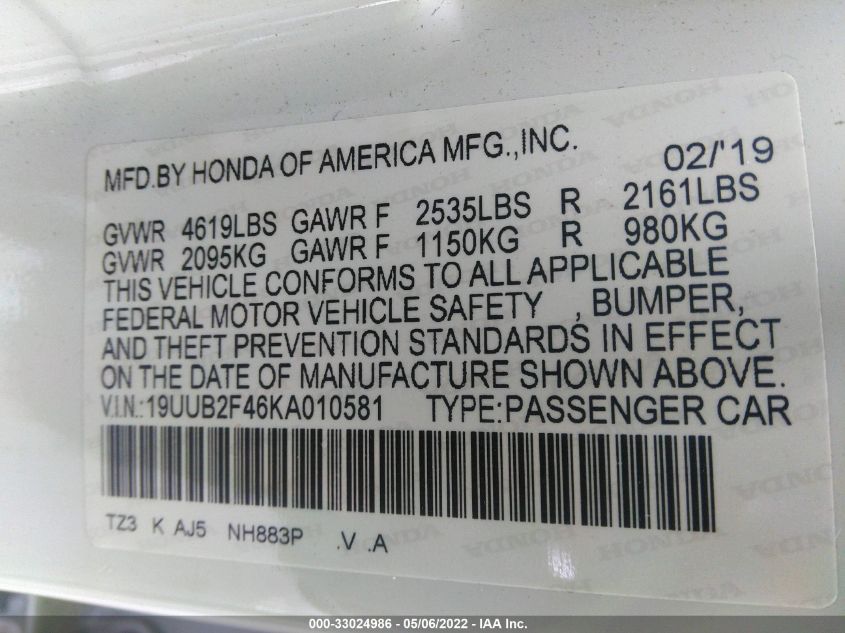 MFD.BY HONDA OF AMERICA MFG.,INC. 02/'19
GVWR 4619LBS GAWR F 2535LBS R 2161LBS
GVWR 2095KG GAWR F 1150KG R 980KG
THIS VEHICLE CONFORMS TO ALL APPLICABLE
FEDERAL MOTOR VEHICLE SAFETY , BUMPER,
AND THEFT PREVENTION STANDARDS IN EFFECT
ON THE DATE OF MANUFACTURE SHOWN ABOVE.
V.I.N.:19UUB2F46KA010581 TYPE:PASSENGER CAR
TZ3 K AJ5 NH883P .V .A
000-33024986 - 05/06/2022 - IAA Inc.